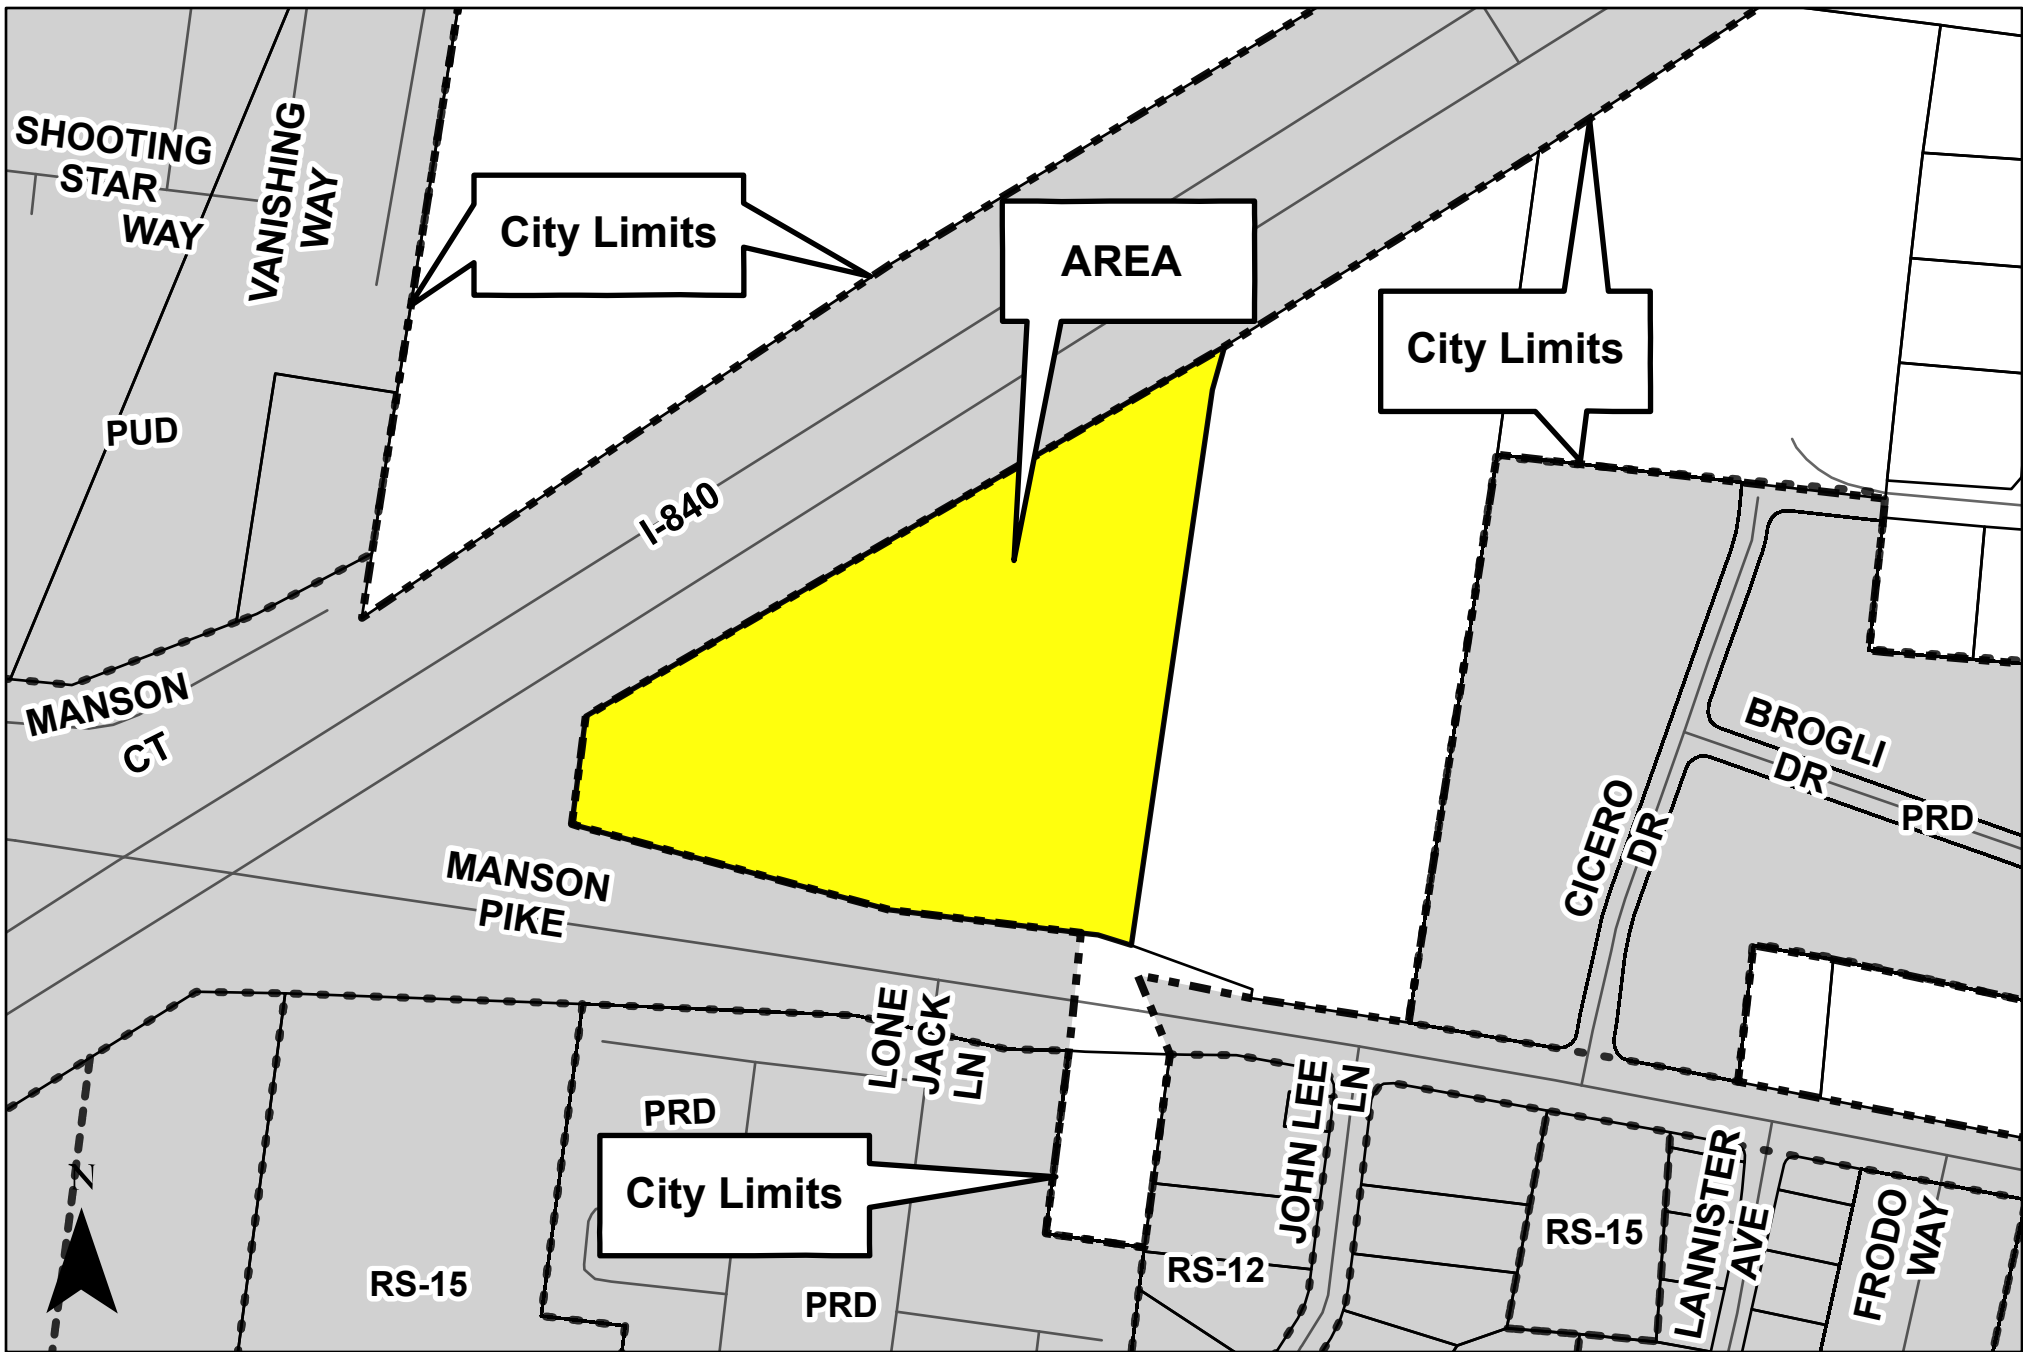 SHOOTING
STAR
WAY
VANISHING
WAY
City Limits
AREA
City Limits
PUD
I-840
MANSON
CT
BROGLI
DR
PRD
CICERO
DR
MANSON
PIKE
LONE
JACK
LN
JOHN LEE
LN
PRD
City Limits
N
RS-15
PRD
RS-12
RS-15
LANNISTER
AVE
FRODO
WAY